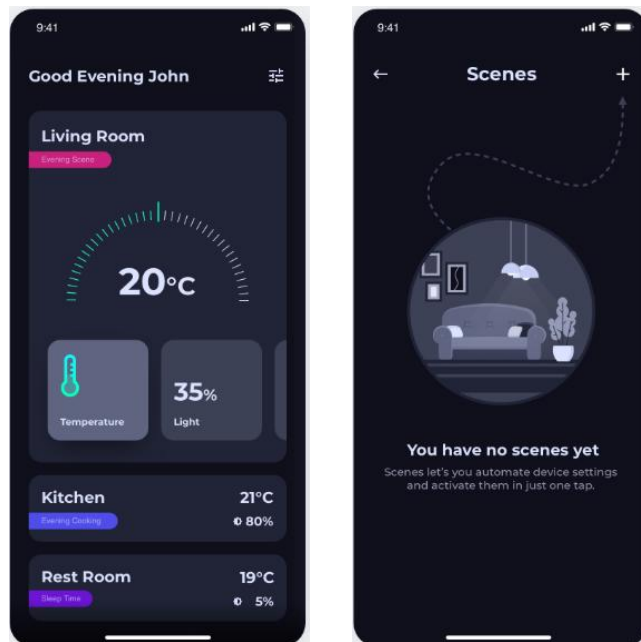 9:41
Good Evening John
Living Room
Evening Scene
20°C
Temperature
35%
Light
Kitchen
21°C
Evening Cooking
80%
Rest Room
19°C
Sleep Time
5%
9:41
Scenes
You have no scenes yet
Scenes let's you automate device settings
and activate them in just one tap.